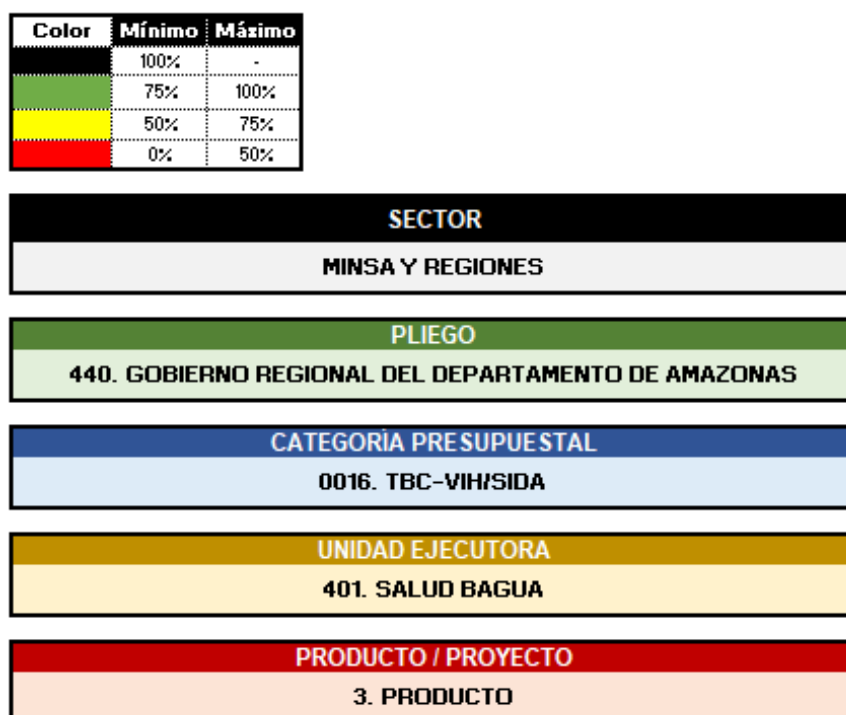 Color Mínimo Máximo
100% -
75% 100%
50% 75%
0% 50%
SECTOR
MINSA Y REGIONES
PLIEGO
440. GOBIERNO REGIONAL DEL DEPARTAMENTO DE AMAZONAS
CATEGORÍA PRESUPUESTAL
0016. TBC-VIH/SIDA
UNIDAD EJECUTORA
401. SALUD BAGUA
PRODUCTO / PROYECTO
3. PRODUCTO